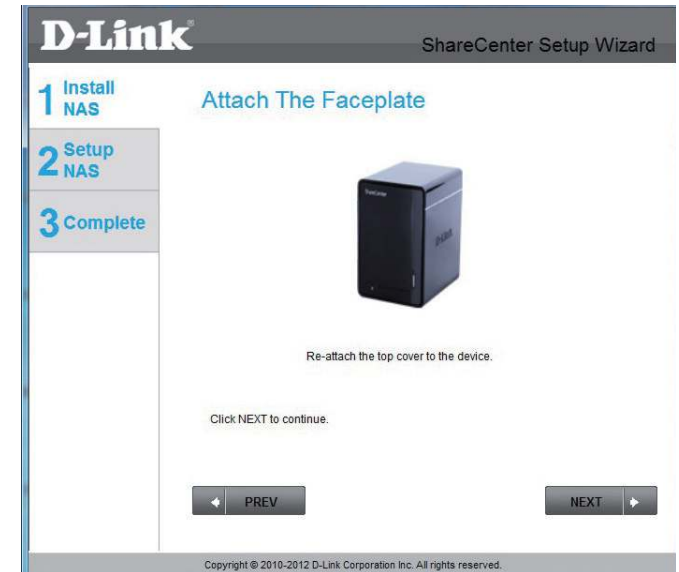 D-Link
ShareCenter Setup Wizard
1 Install
NAS
Attach The Faceplate
2 Setup
NAS
3 Complete
ShareCenter
D-Link
Re-attach the top cover to the device.
Click NEXT to continue.
PREV
NEXT
Copyright © 2010-2012 D-Link Corporation Inc. All rights reserved.